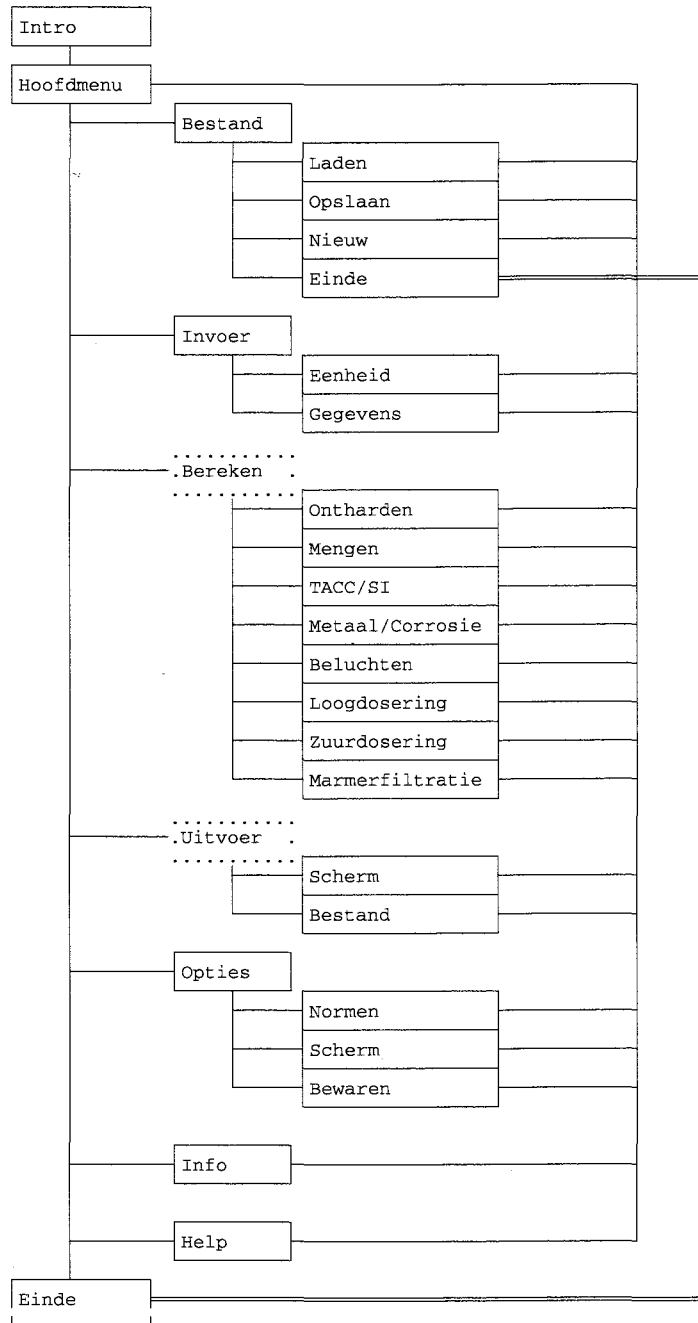 Intro
Hoofdmenu
Bestand
Laden
Opslaan
Nieuw
Einde
Invoer
Eenheid
Gegevens
.Bereken .
Ontharden
Mengen
TACC/SI
Metaal/Corrosie
Beluchten
Loogdosering
Zuurdosering
Marmerfiltratie
.Uitvoer .
Scherm
Bestand
Opties
Normen
Scherm
Bewaren
Info
Help
Einde